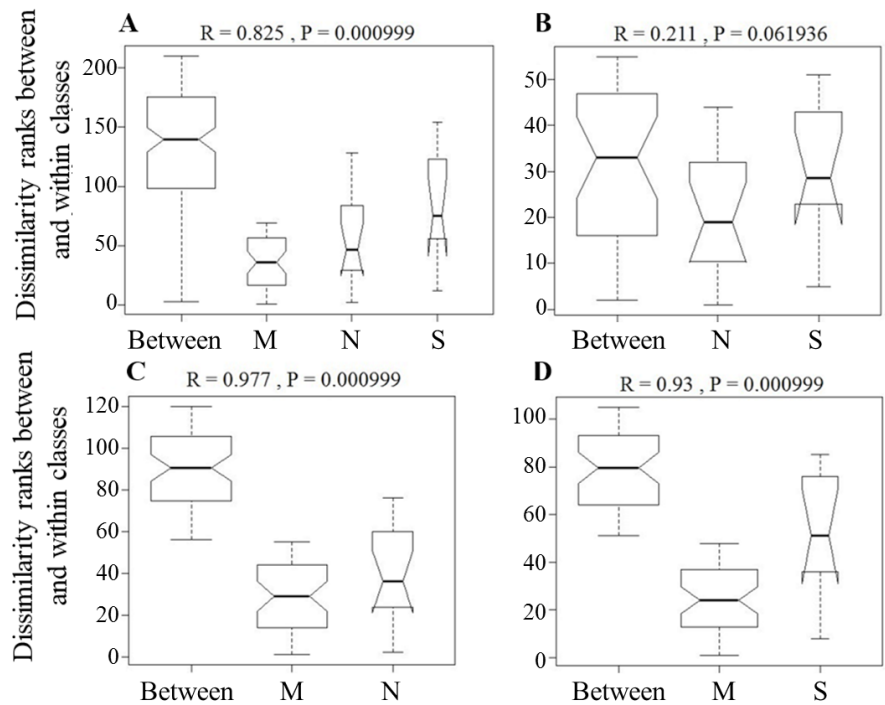 A
R = 0.825 , P = 0.000999
Dissimilarity ranks between
and within classes
200
150
100
50
0
Between M N S
B
R = 0.211 , P = 0.061936
50
40
30
20
10
0
Between N S
C
R = 0.977 , P = 0.000999
Dissimilarity ranks between
and within classes
120
100
80
60
40
20
0
Between M N
D
R = 0.93 , P = 0.000999
100
80
60
40
20
0
Between M S